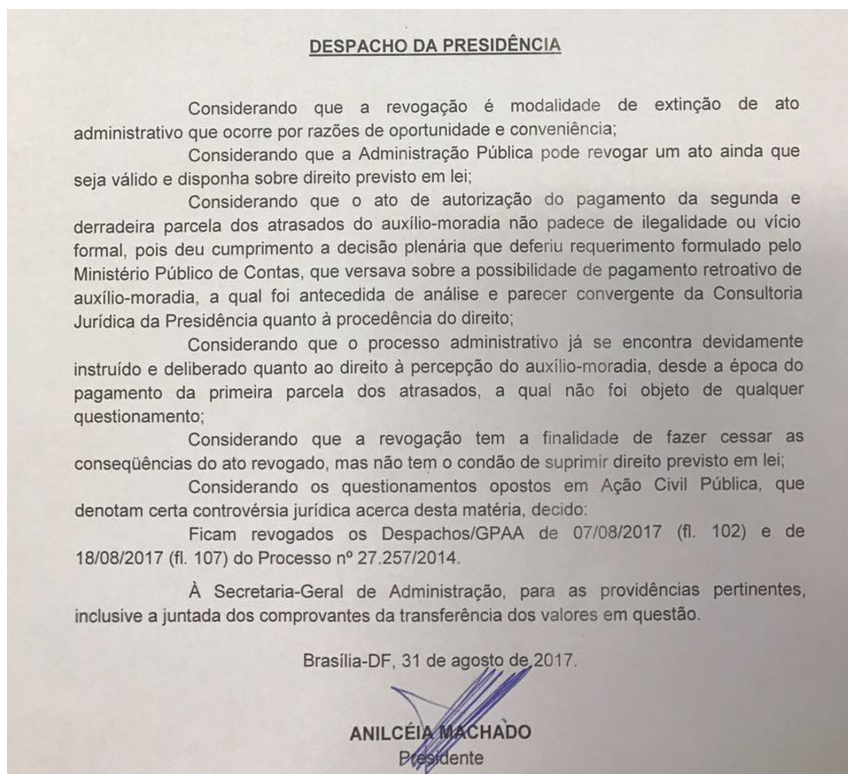 DESPACHO DA PRESIDÊNCIA
Considerando que a revogação é modalidade de extinção de ato
administrativo que ocorre por razões de oportunidade e conveniência;
Considerando que a Administração Pública pode revogar um ato ainda que
seja válido e disponha sobre direito previsto em lei;
Considerando que o ato de autorização do pagamento da segunda e
derradeira parcela dos atrasados do auxílio-moradia não padece de ilegalidade ou vício
formal, pois deu cumprimento a decisão plenária que deferiu requerimento formulado pelo
Ministério Público de Contas, que versava sobre a possibilidade de pagamento retroativo de
auxílio-moradia, a qual foi antecedida de análise e parecer convergente da Consultoria
Jurídica da Presidência quanto à procedência do direito;
Considerando que o processo administrativo já se encontra devidamente
instruído e deliberado quanto ao direito à percepção do auxílio-moradia, desde a época do
pagamento da primeira parcela dos atrasados, a qual não foi objeto de qualquer
questionamento;
Considerando que a revogação tem a finalidade de fazer cessar as
conseqüências do ato revogado, mas não tem o condão de suprimir direito previsto em lei;
Considerando os questionamentos opostos em Ação Civil Pública, que
denotam certa controvérsia jurídica acerca desta matéria, decido:
Ficam revogados os Despachos/GPAA de 07/08/2017 (fl. 102) e de
18/08/2017 (fl. 107) do Processo nº 27.257/2014.
À Secretaria-Geral de Administração, para as providências pertinentes,
inclusive a juntada dos comprovantes da transferência dos valores em questão.
Brasília-DF, 31 de agosto de 2017.
ANILCÉIA MACHADO
Presidente